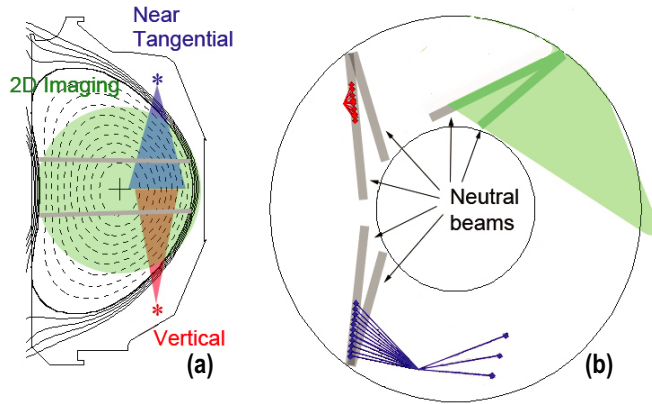 Near
Tangential
*
2D Imaging
*
Vertical
(a)
Neutral
beams
(b)